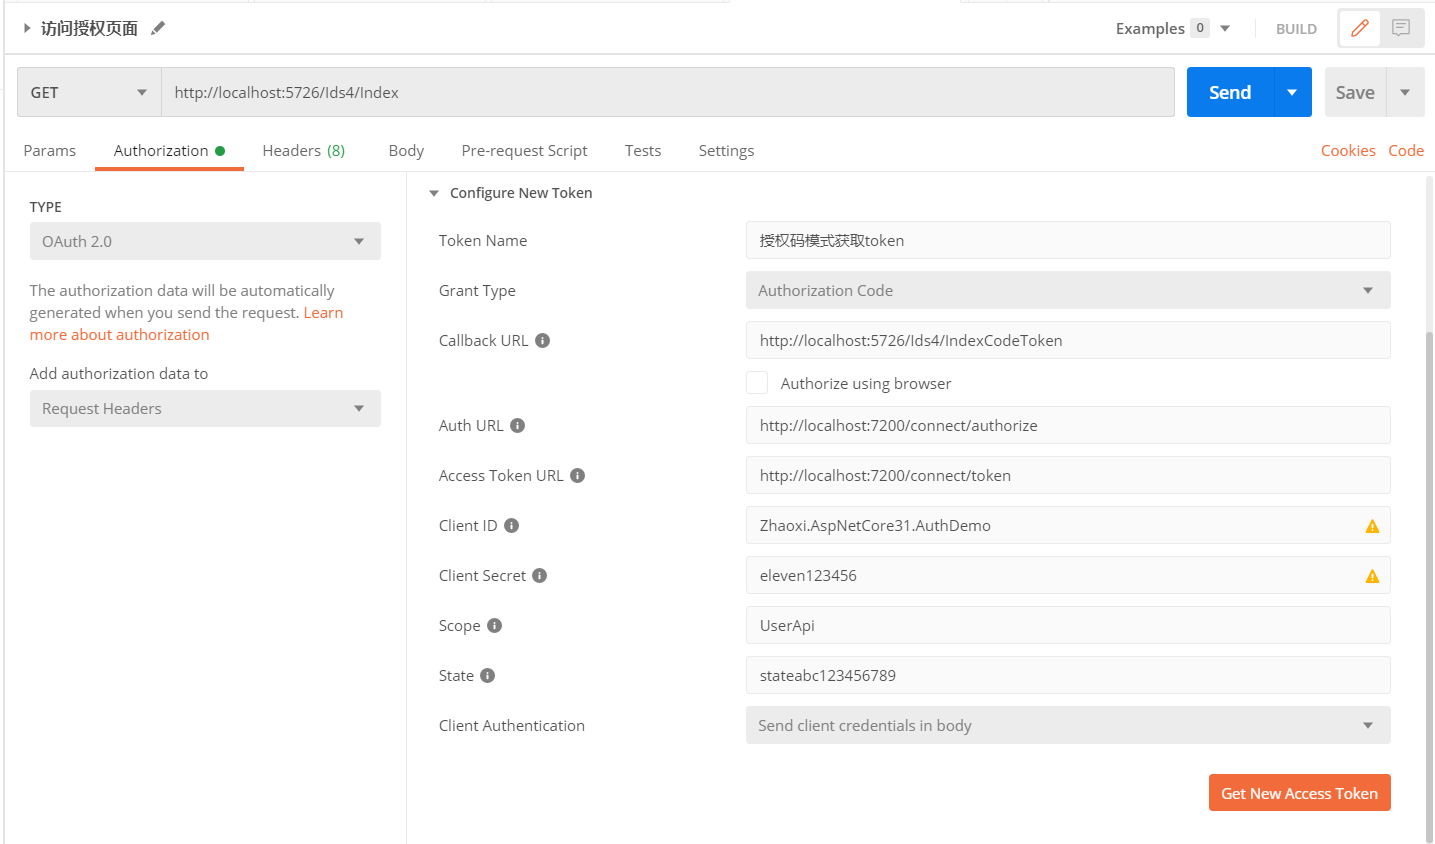 访问授权页面
Examples 0
BUILD
GET
http://localhost:5726/Ids4/Index
Send
Save
Params
Authorization
Headers (8)
Body
Pre-request Script
Tests
Settings
Cookies
Code
TYPE
OAuth 2.0
The authorization data will be automatically
generated when you send the request. Learn
more about authorization
Add authorization data to
Request Headers
Configure New Token
Token Name
授权码模式获取token
Grant Type
Authorization Code
Callback URL
http://localhost:5726/Ids4/IndexCodeToken
Authorize using browser
Auth URL
http://localhost:7200/connect/authorize
Access Token URL
http://localhost:7200/connect/token
Client ID
Zhaoxi.AspNetCore31.AuthDemo
Client Secret
eleven123456
Scope
UserApi
State
stateabc123456789
Client Authentication
Send client credentials in body
Get New Access Token